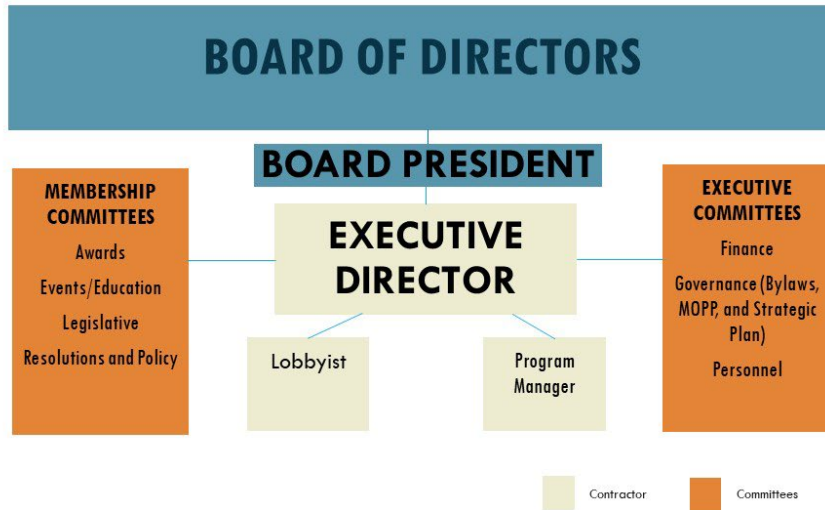 BOARD OF DIRECTORS
BOARD PRESIDENT
MEMBERSHIP
COMMITTEES
Awards
Events/Education
Legislative
Resolutions and Policy
EXECUTIVE
DIRECTOR
EXECUTIVE
COMMITTEES
Finance
Governance (Bylaws,
MOPP, and Strategic
Plan)
Personnel
Lobbyist
Program
Manager
Contractor
Committees